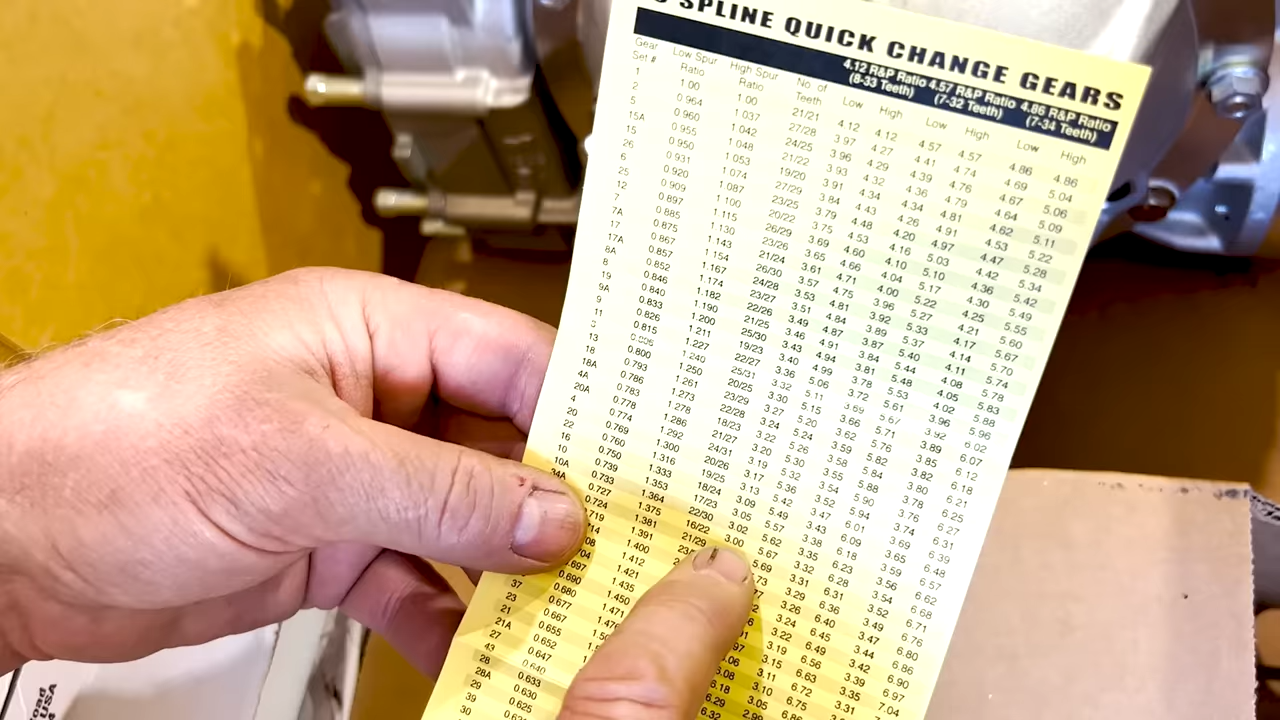 SPLINE QUICK CHANGE GEARS
4.12 R&P Ratio 4.57 R&P Ratio 4.86 R&P Ratio
(8-33 Teeth) (7-32 Teeth) (7-34 Teeth)
Gear Low Spur High Spur No. of Low High Low High Low High
Set # Ratio Ratio Teeth
1 1.00 1.00 21/21 4.12 4.12 4.57 4.57 4.86 4.86
2 0.964 1.037 27/28 3.97 4.27 4.41 4.74 4.69 5.04
5 0.960 1.042 24/25 3.96 4.29 4.39 4.76 4.67 5.06
15A 0.955 1.048 21/22 3.93 4.32 4.36 4.79 4.64 5.09
15 0.950 1.053 19/20 3.91 4.34 4.34 4.81 4.62 5.11
26 0.931 1.074 27/29 3.84 4.43 4.26 4.91 4.53 5.22
6 0.920 1.087 23/25 3.79 4.48 4.20 4.97 4.47 5.28
25 0.909 1.100 20/22 3.75 4.53 4.16 5.03 4.42 5.34
12 0.897 1.115 26/29 3.69 4.60 4.10 5.10 4.36 5.42
7 0.885 1.130 23/26 3.65 4.66 4.04 5.17 4.30 5.49
7A 0.875 1.143 21/24 3.61 4.71 4.00 5.22 4.25 5.55
17 0.867 1.154 26/30 3.57 4.75 3.96 5.27 4.21 5.60
17A 0.857 1.167 24/28 3.53 4.81 3.92 5.33 4.17 5.67
8A 0.852 1.174 23/27 3.51 4.84 3.89 4.14 5.70
8 0.846 1.182 22/26 3.49 4.87 3.87 5.40 4.11 5.74
19 0.840 1.190 21/25 3.46 4.91 3.84 5.44 4.08 5.78
9A 0.833 1.200 25/30 3.43 4.94 3.81 5.48 4.05 5.83
9 0.826 1.211 19/23 3.40 4.99 3.78 5.53 4.02 5.88
11 0.815 1.227 22/27 3.36 5.06 3.72 5.61 3.96 5.96
1.240 25/31 3.32 5.11 3.69 5.67 3.92 6.02
13 0.800 1.250 20/25 3.30 5.15 3.66 5.71 3.89 6.07
18 0.793 1.261 23/29 3.27 5.20 3.62 5.76 3.85 6.12
18A 0.786 1.273 22/28 3.24 5.24 3.59 5.82 6.18
4A 0.783 1.278 18/23 3.22 3.58 5.84 3.80
20A 0.778 1.286 21/27 3.20 5.30 3.55 5.88 3.78 6.25
4 0.774 1.292 24/31 3.19 5.32 3.54 5.90 3.76 6.27
20 0.769 1.300 20/26 3.17 5.36 3.52 5.94 3.74 6.31
22 0.760 1.316 19/25 3.13 5.42 3.47 6.01 3.69 6.39
16 0.750 1.333 18/24 3.09 5.49 3.43 6.09 3.65 6.48
10 0.739 1.353 17/23 3.05 5.57 3.38 6.18 3.59 6.57
10A 0.733 1.364 22/30 3.02 5.62 3.35 6.23 3.56 6.62
34A 0.727 1.375 16/22 3.00 5.67 6.28 3.54 6.68
0.724 1.381 21/29 5.69 3.31 6.31 3.52 6.71
.719 1.391 .73 3.29 6.36 3.49 6.76
1.400 3.26 6.40 3.47 6.80
1.412 3.24 6.45 3.44 6.86
1.421 3.22 6.49 3.42 6.90
.697 1.435 3.19 6.56 6.97
37 0.690 1.450 3.15 6.63 3.35 7.04
23 0.680 1.471 .06 3.10 6.72 3.31
21 0.677 .08 6.75
21A 0.667 6.18 3.05 6.86
27 0.655 6.29
43 0.652 6.32
28 0.647
28A 0.640
29 0.633
39 0.630
30 0.625
USA